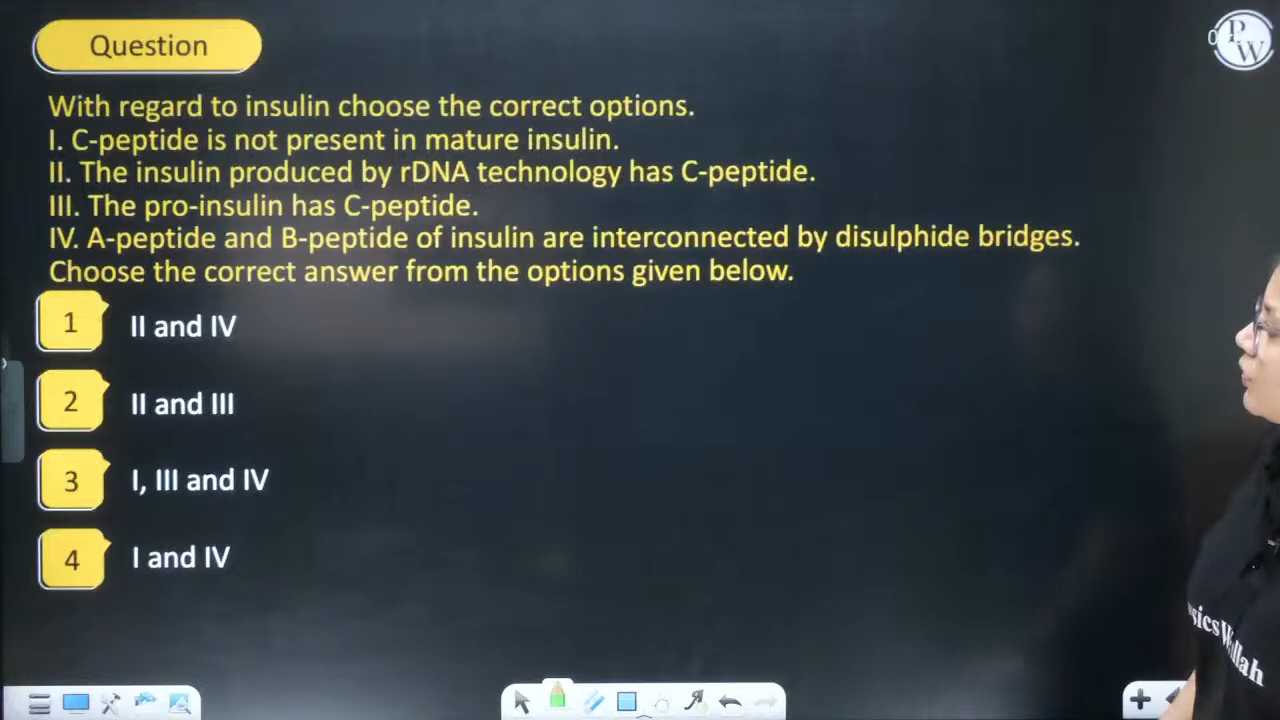 Question
PW
With regard to insulin choose the correct options.
I. C-peptide is not present in mature insulin.
II. The insulin produced by rDNA technology has C-peptide.
III. The pro-insulin has C-peptide.
IV. A-peptide and B-peptide of insulin are interconnected by disulphide bridges.
Choose the correct answer from the options given below.
1 II and IV
2 II and III
3 I, III and IV
4 I and IV
sicsWallah